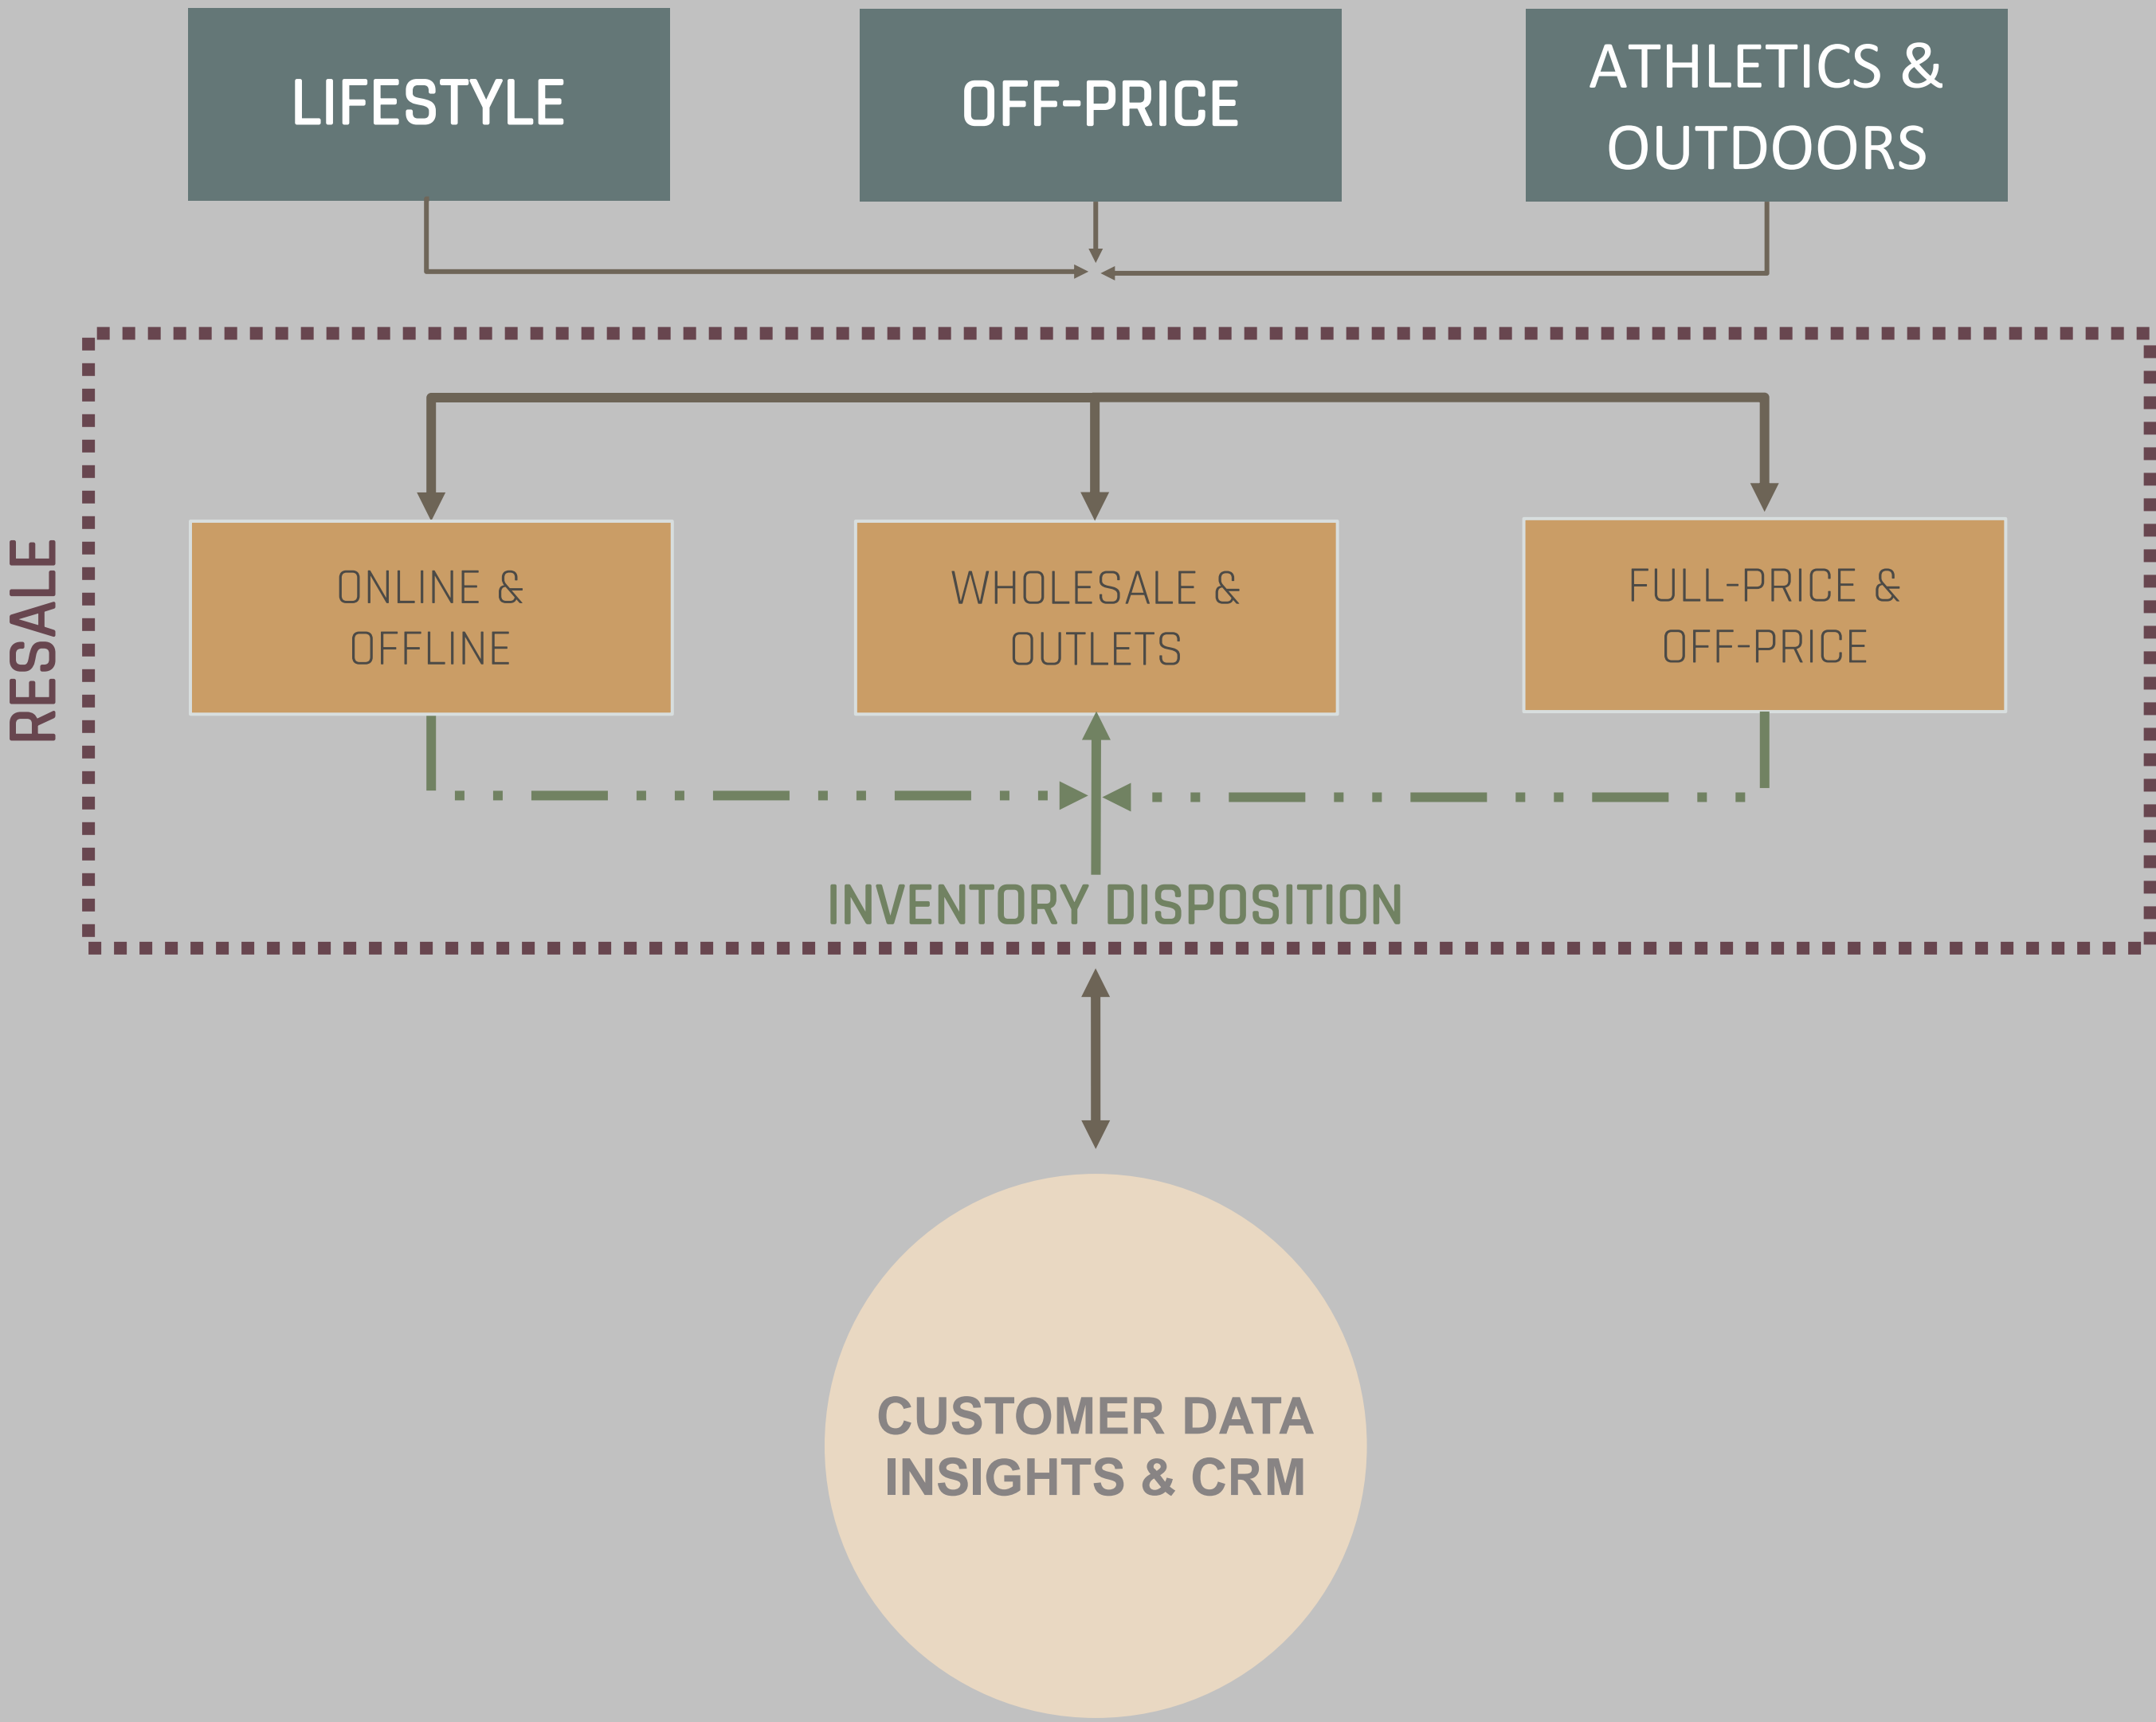 LIFESTYLE
OFF-PRICE
ATHLETICS &
OUTDOORS
RESALE
ONLINE &
OFFLINE
WHOLESALE &
OUTLETS
FULL-PRICE &
OFF-PRICE
INVENTORY DISPOSITION
CUSTOMER DATA
INSIGHTS & CRM